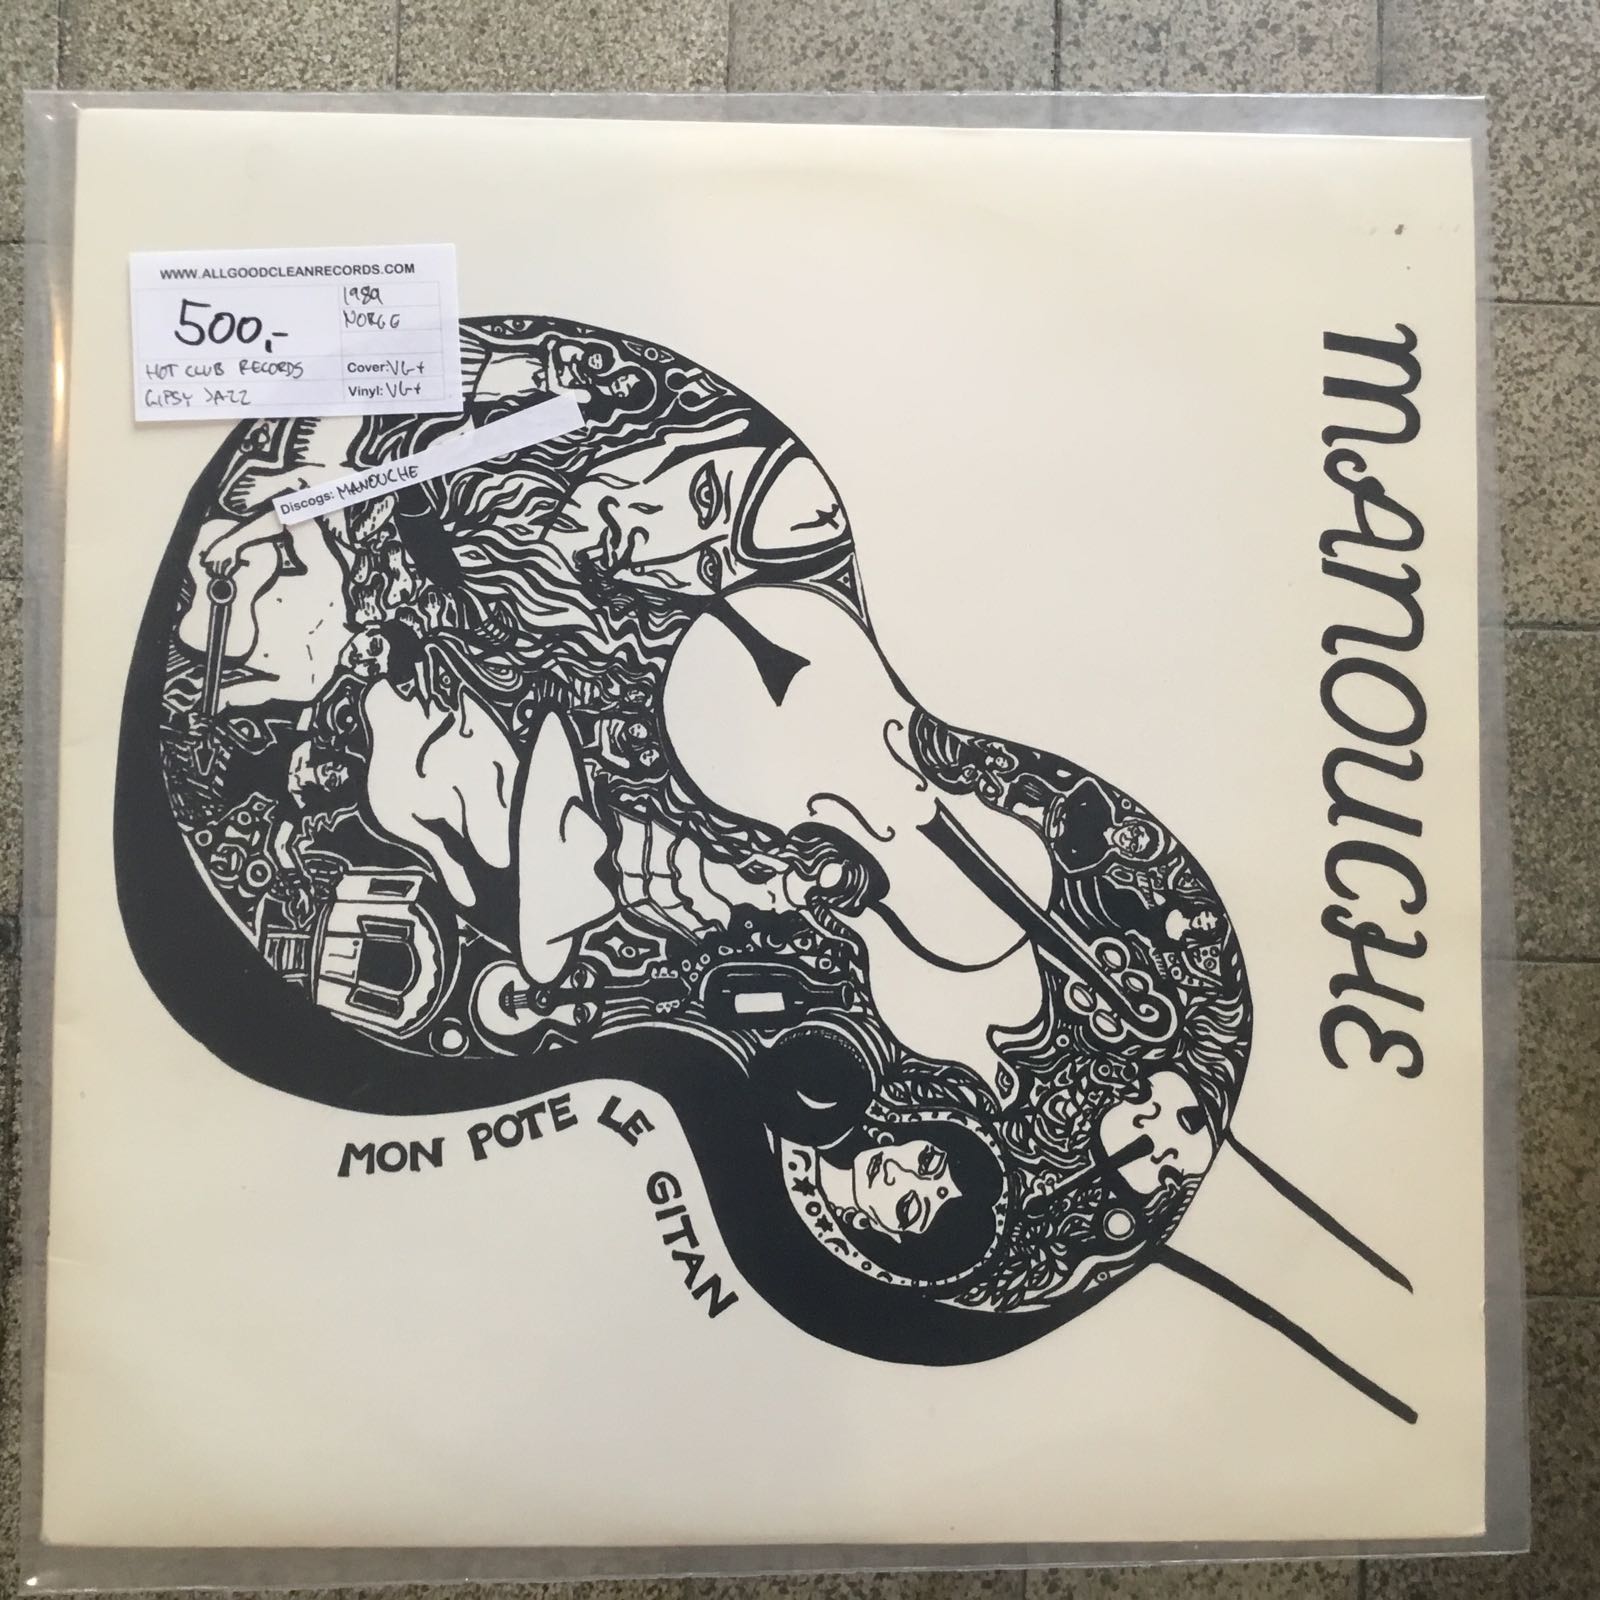 WWW.ALLGOODCLEANRECORDS.COM
500,-
1989
NORGE
HOT CLUB RECORDS
GIPSY JAZZ
Cover: VG+
Vinyl: VG+
Discogs: MANOUCHE
MANOUCHE
MON POTE LE GITAN